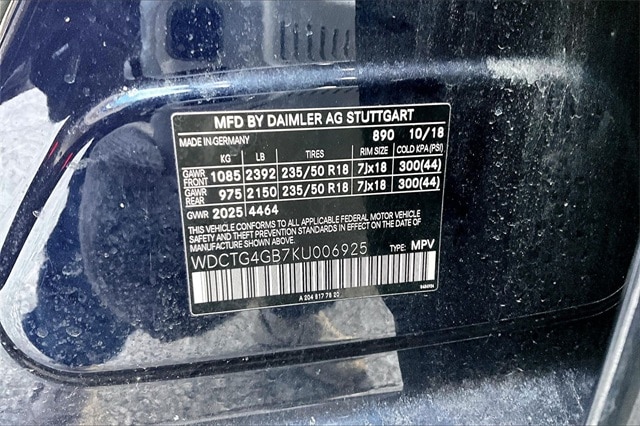 MFD BY DAIMLER AG STUTTGART
MADE IN GERMANY 890 10/18
KG LB TIRES RIM SIZE COLD KPA (PSI)
GAWR FRONT 1085 2392 235/50 R18 7Jx18 300(44)
GAWR REAR 975 2150 235/50 R18 7Jx18 300(44)
GVWR 2025 4464
THIS VEHICLE CONFORMS TO ALL APPLICABLE FEDERAL MOTOR VEHICLE
SAFETY AND THEFT PREVENTION STANDARDS IN EFFECT ON THE DATE
OF MANUFACTURE SHOWN ABOVE.
WDCTG4GB7KU006925 TYPE: MPV
A 204 817 78 20